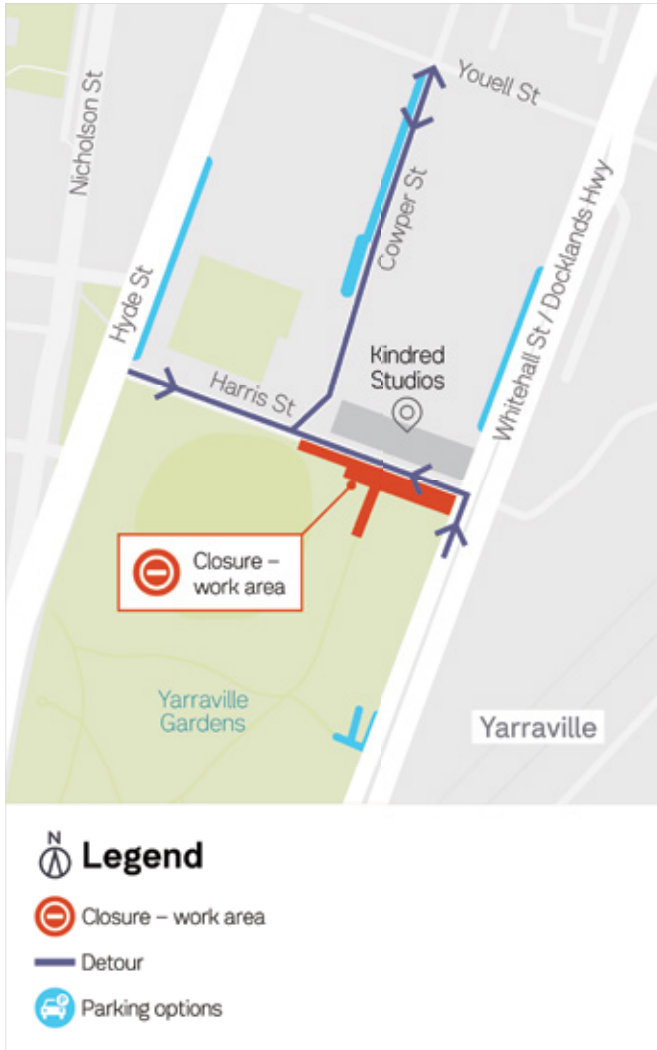 Youell St
Nicholson St
Cowper St
Whitehall St / Docklands Hwy
Hyde St
Kindred
Studios
Harris St
Closure –
work area
Yarraville
Gardens
Yarraville
N
Legend
Closure – work area
Detour
P
Parking options